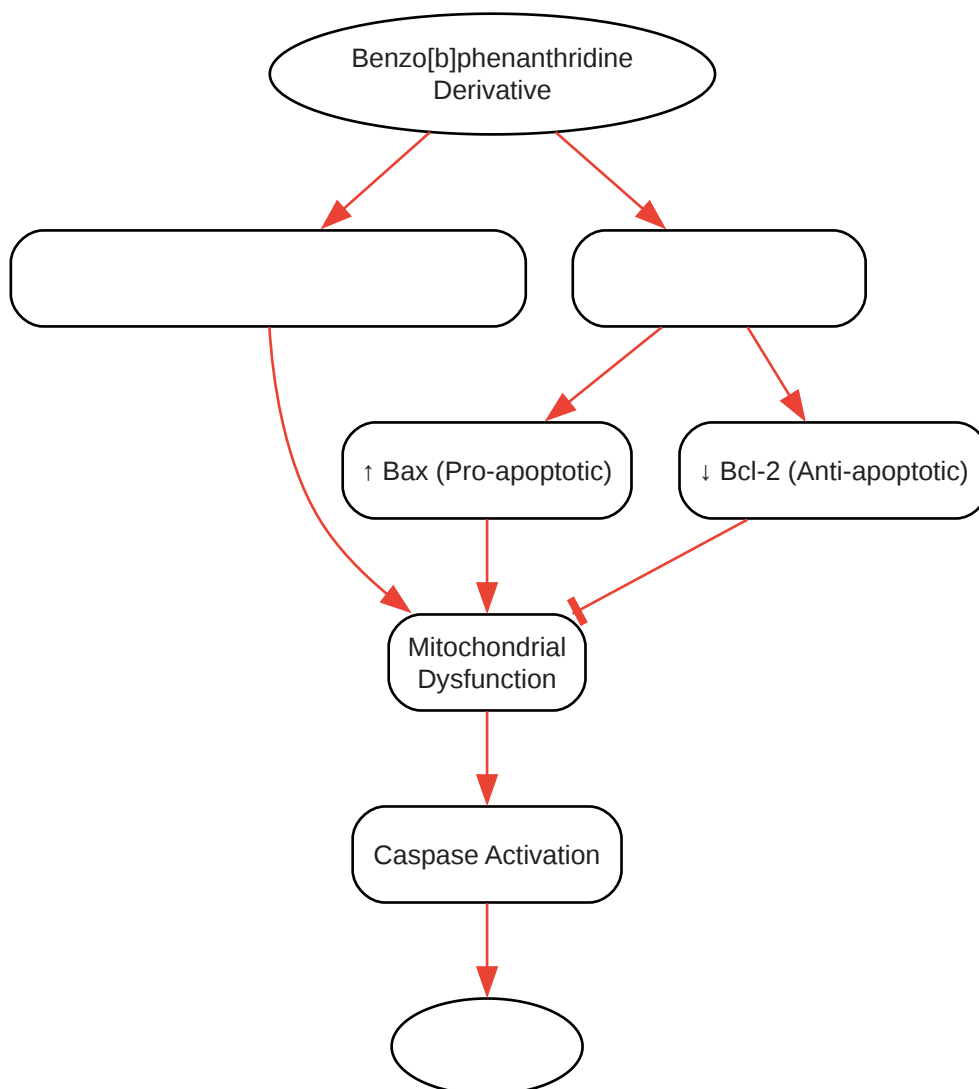 Benzo[b]phenanthridine
Derivative
↑ Bax (Pro-apoptotic)
↓ Bcl-2 (Anti-apoptotic)
Mitochondrial
Dysfunction
Caspase Activation